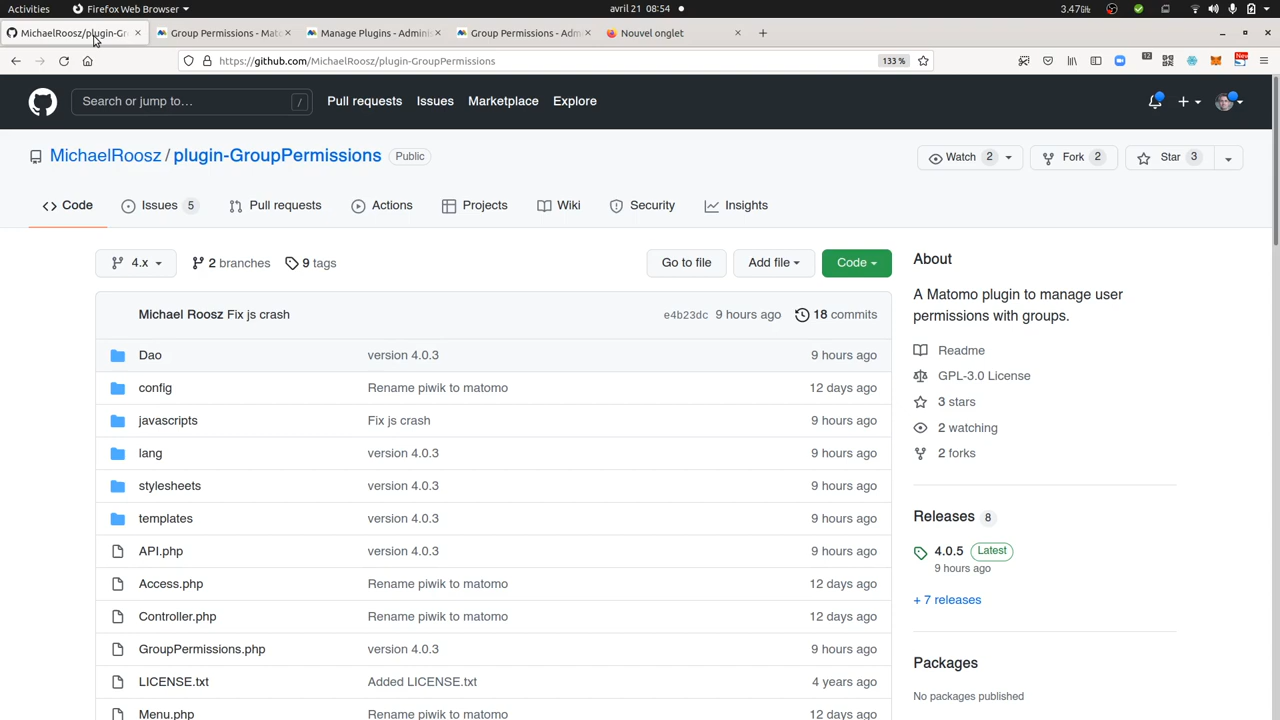 Activities Firefox Web Browser avril 21 08:54 3.47 GHz
MichaelRoosz/plugin-Gr Group Permissions - Mato Manage Plugins - Adminis Group Permissions - Adm Nouvel onglet
https://github.com/MichaelRoosz/plugin-GroupPermissions 133 % 12 New
Search or jump to… / Pull requests Issues Marketplace Explore
MichaelRoosz / plugin-GroupPermissions Public Watch 2 Fork 2 Star 3
Code Issues 5 Pull requests Actions Projects Wiki Security Insights
4.x 2 branches 9 tags Go to file Add file Code
Michael Roosz Fix js crash e4b23dc 9 hours ago 18 commits
Dao version 4.0.3 9 hours ago
config Rename piwik to matomo 12 days ago
javascripts Fix js crash 9 hours ago
lang version 4.0.3 9 hours ago
stylesheets version 4.0.3 9 hours ago
templates version 4.0.3 9 hours ago
API.php version 4.0.3 9 hours ago
Access.php Rename piwik to matomo 12 days ago
Controller.php Rename piwik to matomo 12 days ago
GroupPermissions.php version 4.0.3 9 hours ago
LICENSE.txt Added LICENSE.txt 4 years ago
Menu.php Rename piwik to matomo 12 days ago
About
A Matomo plugin to manage user
permissions with groups.
Readme
GPL-3.0 License
3 stars
2 watching
2 forks
Releases 8
4.0.5 Latest
9 hours ago
+ 7 releases
Packages
No packages published